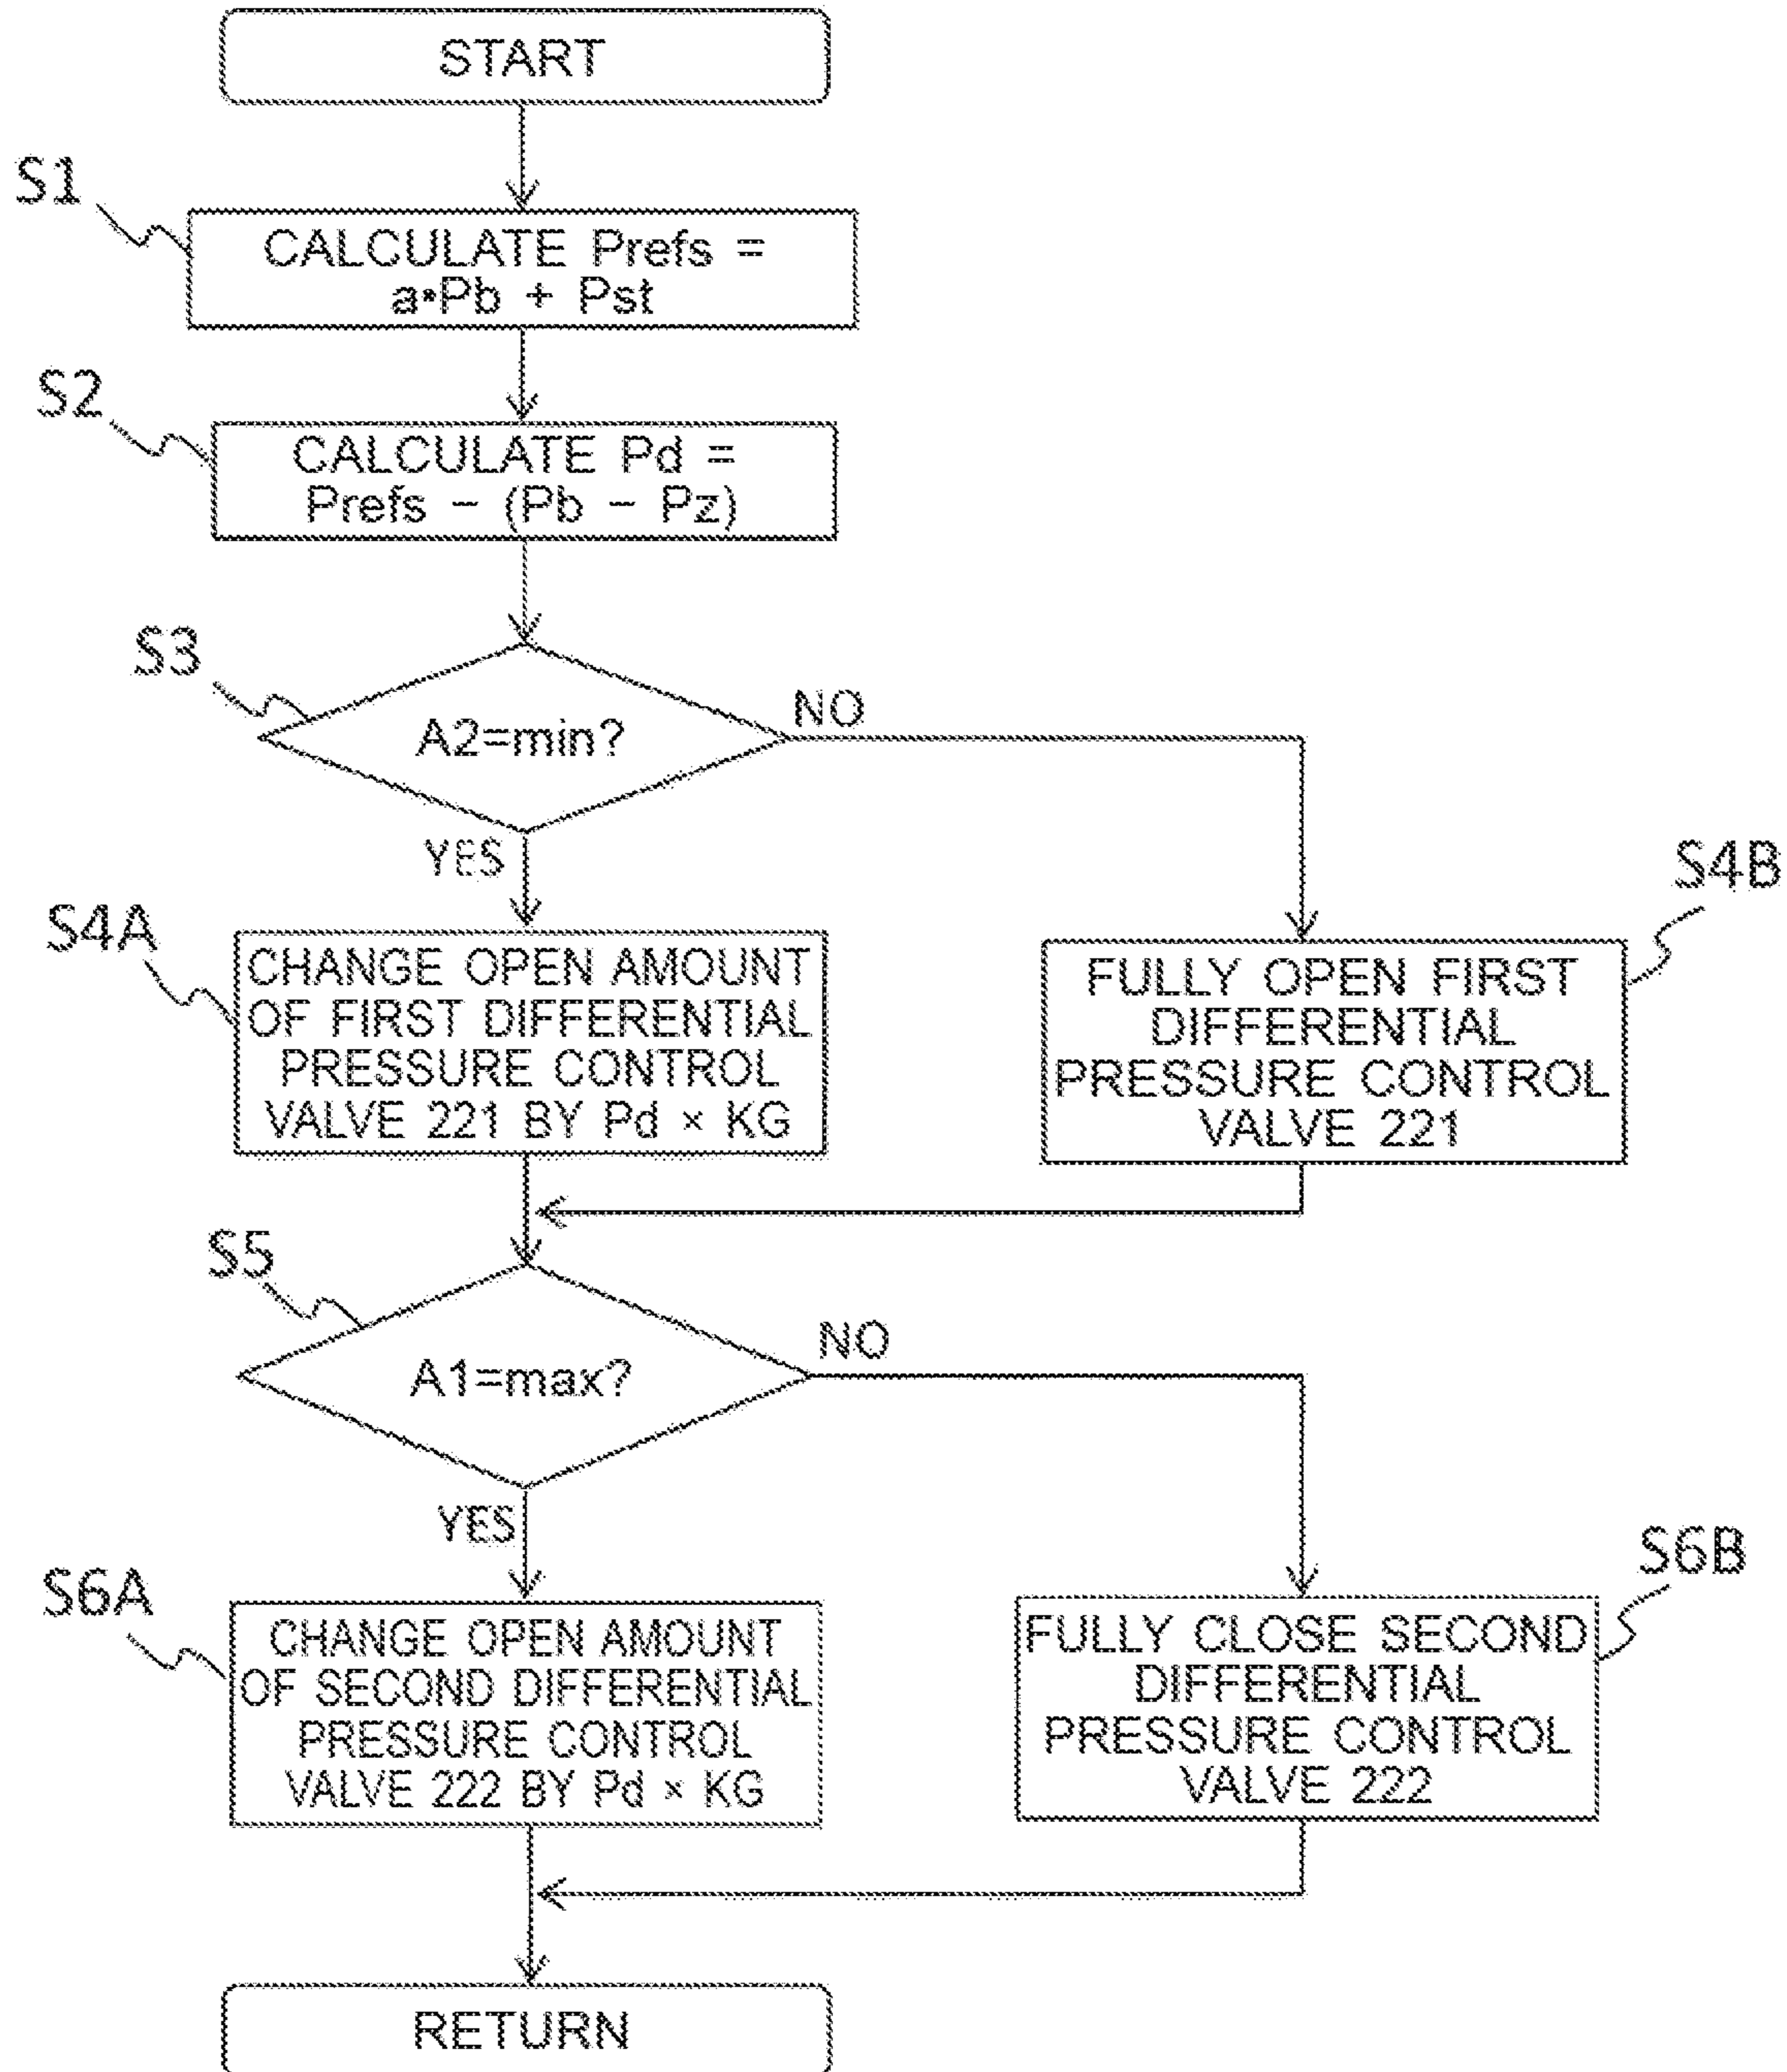 START
S1
CALCULATE Prefs =
a•Pb + Pst
S2
CALCULATE Pd =
Prefs − (Pb − Pz)
S3
A2=min?
NO
YES
S4A
CHANGE OPEN AMOUNT
OF FIRST DIFFERENTIAL
PRESSURE CONTROL
VALVE 221 BY Pd × KG
S4B
FULLY OPEN FIRST
DIFFERENTIAL
PRESSURE CONTROL
VALVE 221
S5
A1=max?
NO
YES
S6A
CHANGE OPEN AMOUNT
OF SECOND DIFFERENTIAL
PRESSURE CONTROL
VALVE 222 BY Pd × KG
S6B
FULLY CLOSE SECOND
DIFFERENTIAL
PRESSURE CONTROL
VALVE 222
RETURN